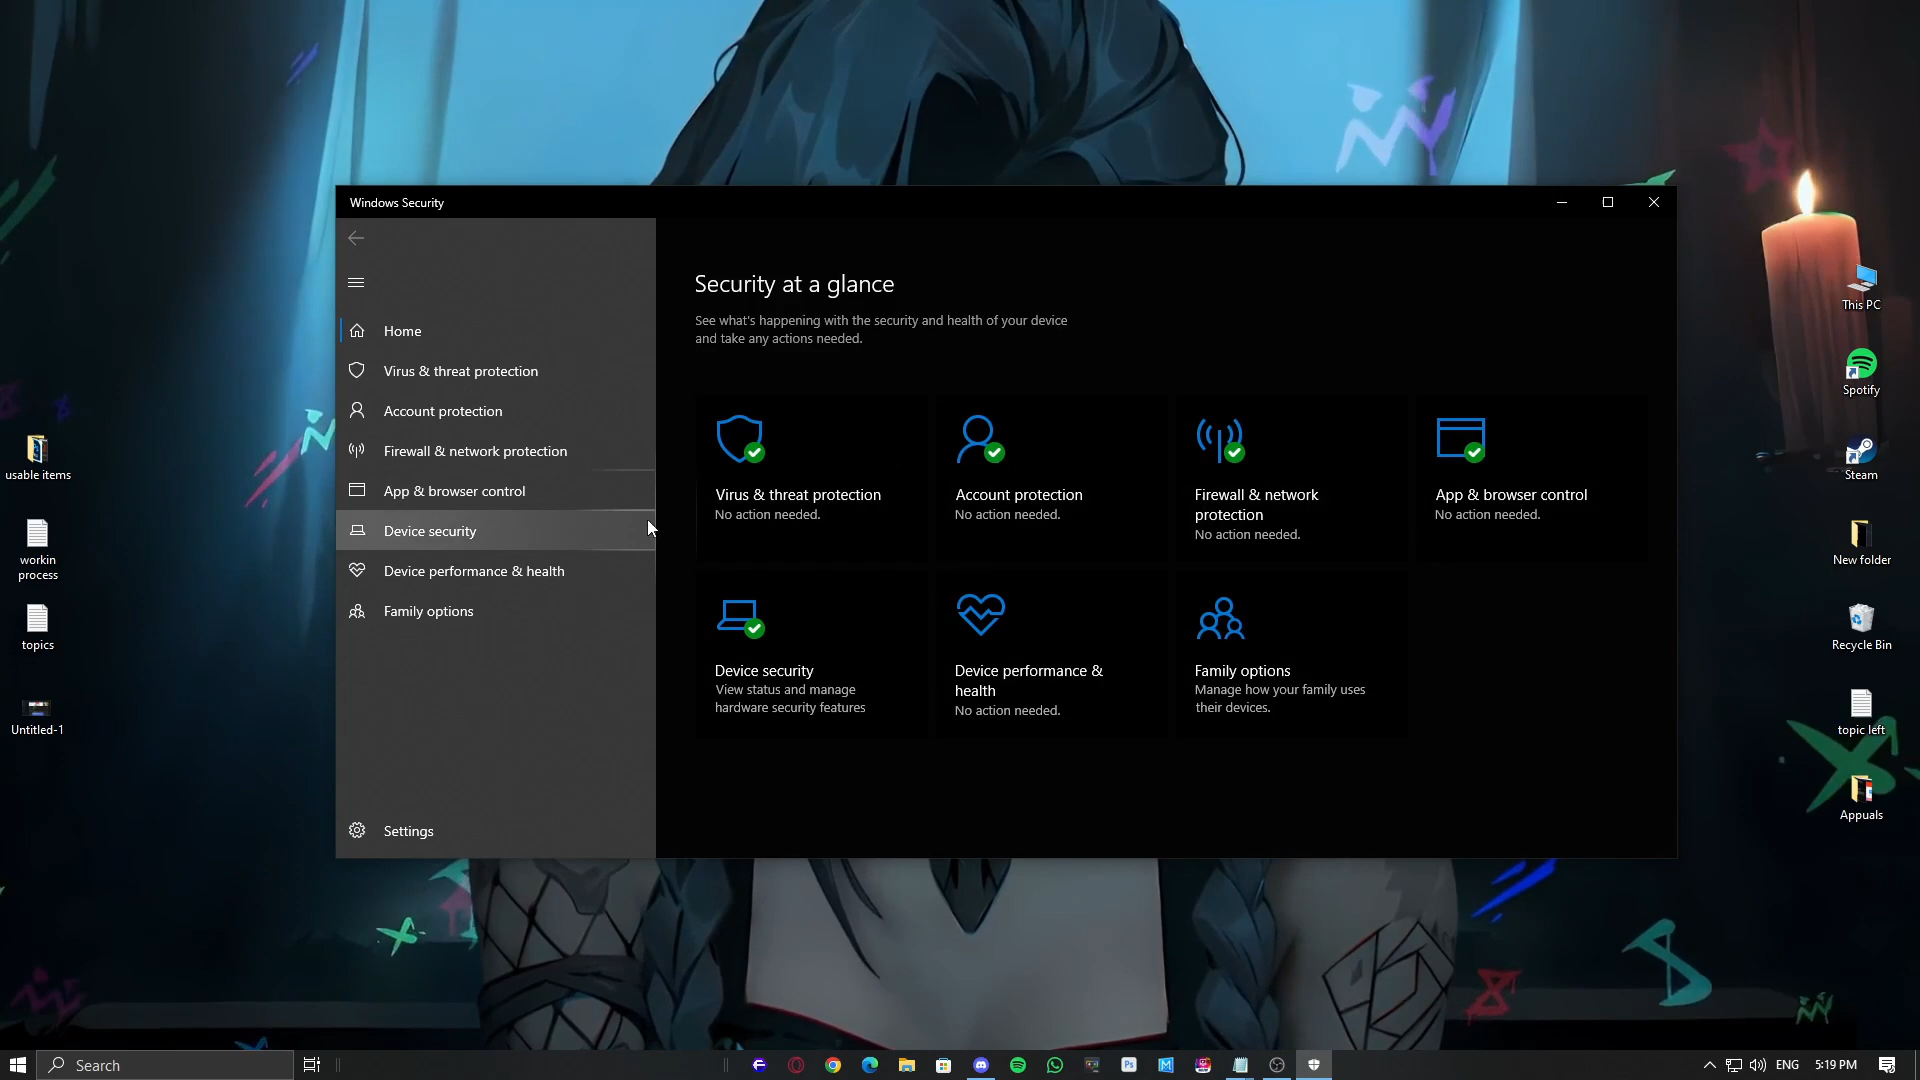 Windows Security
Home
Virus & threat protection
Account protection
Firewall & network protection
App & browser control
Device security
Device performance & health
Family options
Settings
Security at a glance
See what's happening with the security and health of your device
and take any actions needed.
Virus & threat protection
No action needed.
Account protection
No action needed.
Firewall & network
protection
No action needed.
App & browser control
No action needed.
Device security
View status and manage
hardware security features
Device performance &
health
No action needed.
Family options
Manage how your family uses
their devices.
usable items
workin
process
topics
Untitled-1
This PC
Spotify
Steam
New folder
Recycle Bin
topic left
Appuals
Search
Ps
ENG
5:19 PM